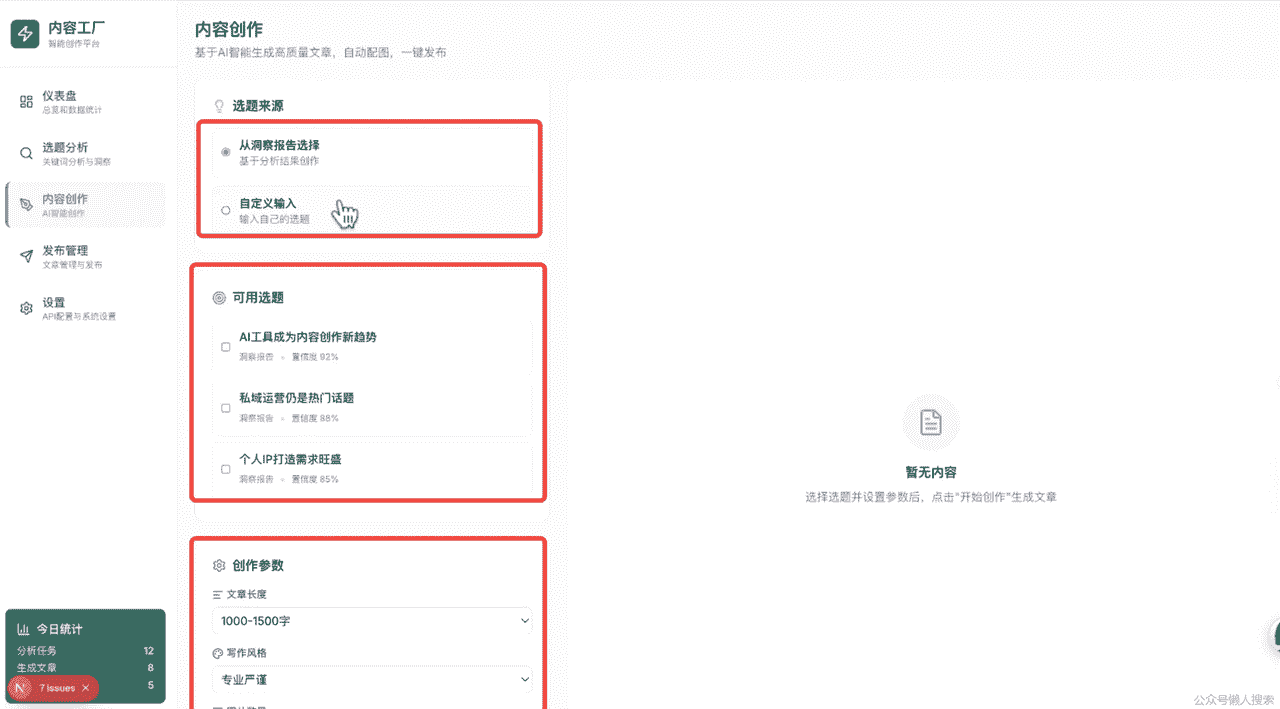 内容工厂
智能创作平台
仪表盘
总览和数据统计
选题分析
关键词分析与洞察
内容创作
AI智能创作
发布管理
文章管理与发布
设置
API配置与系统设置
今日统计
分析任务 12
生成文章 8
5
N 7 Issues ×
内容创作
基于AI智能生成高质量文章，自动配图，一键发布
选题来源
从洞察报告选择
基于分析结果创作
自定义输入
输入自己的选题
可用选题
AI工具成为内容创作新趋势
洞察报告 • 置信度 92%
私域运营仍是热门话题
洞察报告 • 置信度 88%
个人IP打造需求旺盛
洞察报告 • 置信度 85%
创作参数
文章长度
1000-1500字
写作风格
专业严谨
暂无内容
选择选题并设置参数后，点击"开始创作"生成文章
公众号懒人搜索